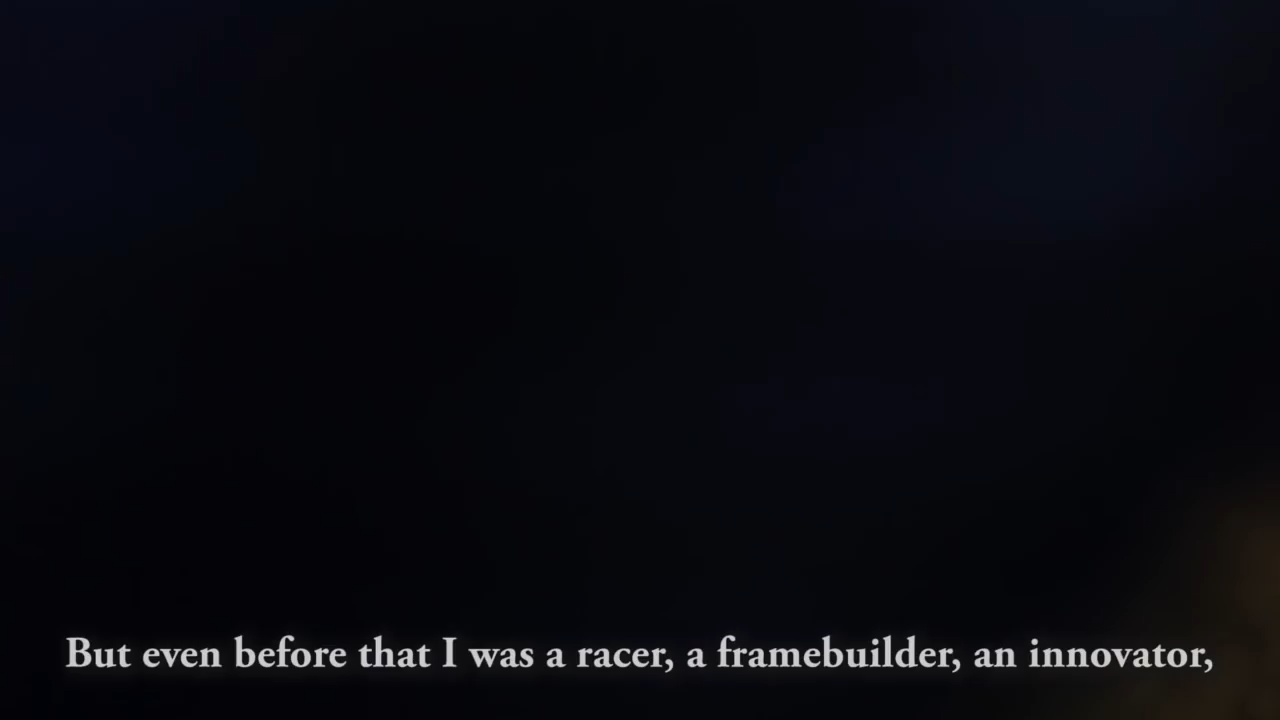 But even before that I was a racer, a framebuilder, an innovator,